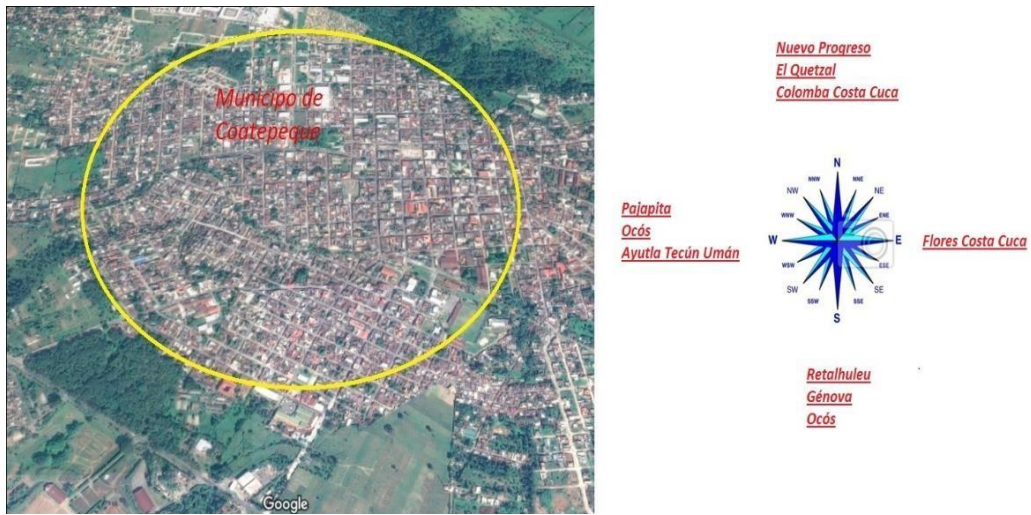 Municipo de
Coatepeque
Google
Nuevo Progreso
El Quetzal
Colomba Costa Cuca
Pajapita
Ocós
Ayutla Tecún Umán
N
NNW
NNE
NW
NE
WNW
ENE
W
E
WSW
ESE
SW
SE
SSW
SSE
S
Flores Costa Cuca
Retalhuleu
Génova
Ocós